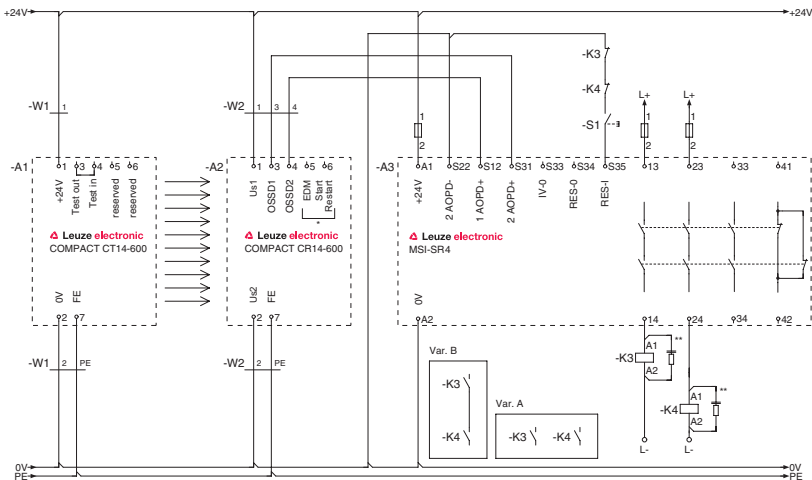 +24V +24V
-K3
-K4 L+ L+
-W1 1 -W2 1 3 4 -S1
1 1 1
2 2 2
-A1 1 3 4 5 6 -A2 1 3 4 5 6 -A3 A1 S22 S12 S31 S33 S34 S35 13 23 33 41
+24V Test out Test in reserved reserved
Us1 OSSD1 OSSD2 EDM Start Restart
*
+24V 2 AOPD- 1 AOPD+ 2 AOPD+ IV-0 RES-0 RES-I
Leuze electronic Leuze electronic Leuze electronic
COMPACT CT14-600 COMPACT CR14-600 MSI-SR4
0V FE Us2 FE 0V
2 7 2 7 A2 14 24 34 42
-W1 2 PE -W2 2 PE
Var. B
-K3
-K4
Var. A
-K3 -K4
-K3 A1 A2 **
-K4 A1 A2 **
L- L-
0V 0V
PE PE